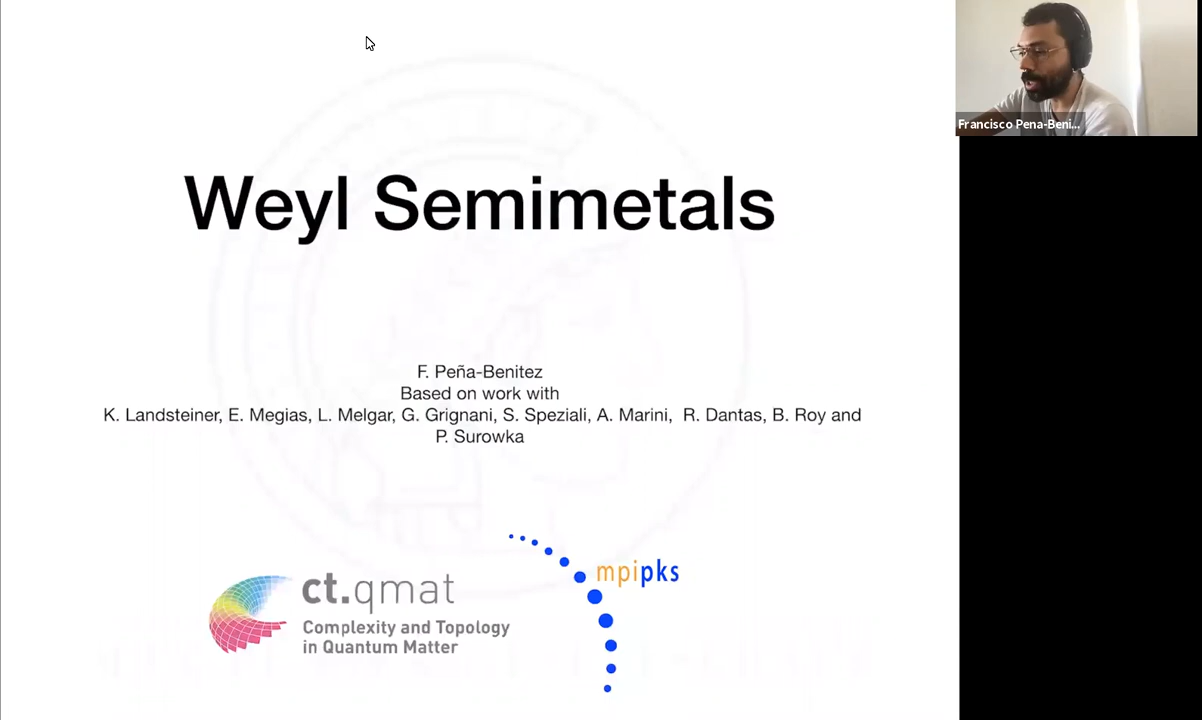 Weyl Semimetals
F. Peña-Benitez
Based on work with
K. Landsteiner, E. Megias, L. Melgar, G. Grignani, S. Speziali, A. Marini, R. Dantas, B. Roy and
P. Surowka
ct.qmat
Complexity and Topology
in Quantum Matter
mpipks
Francisco Pena-Beni...